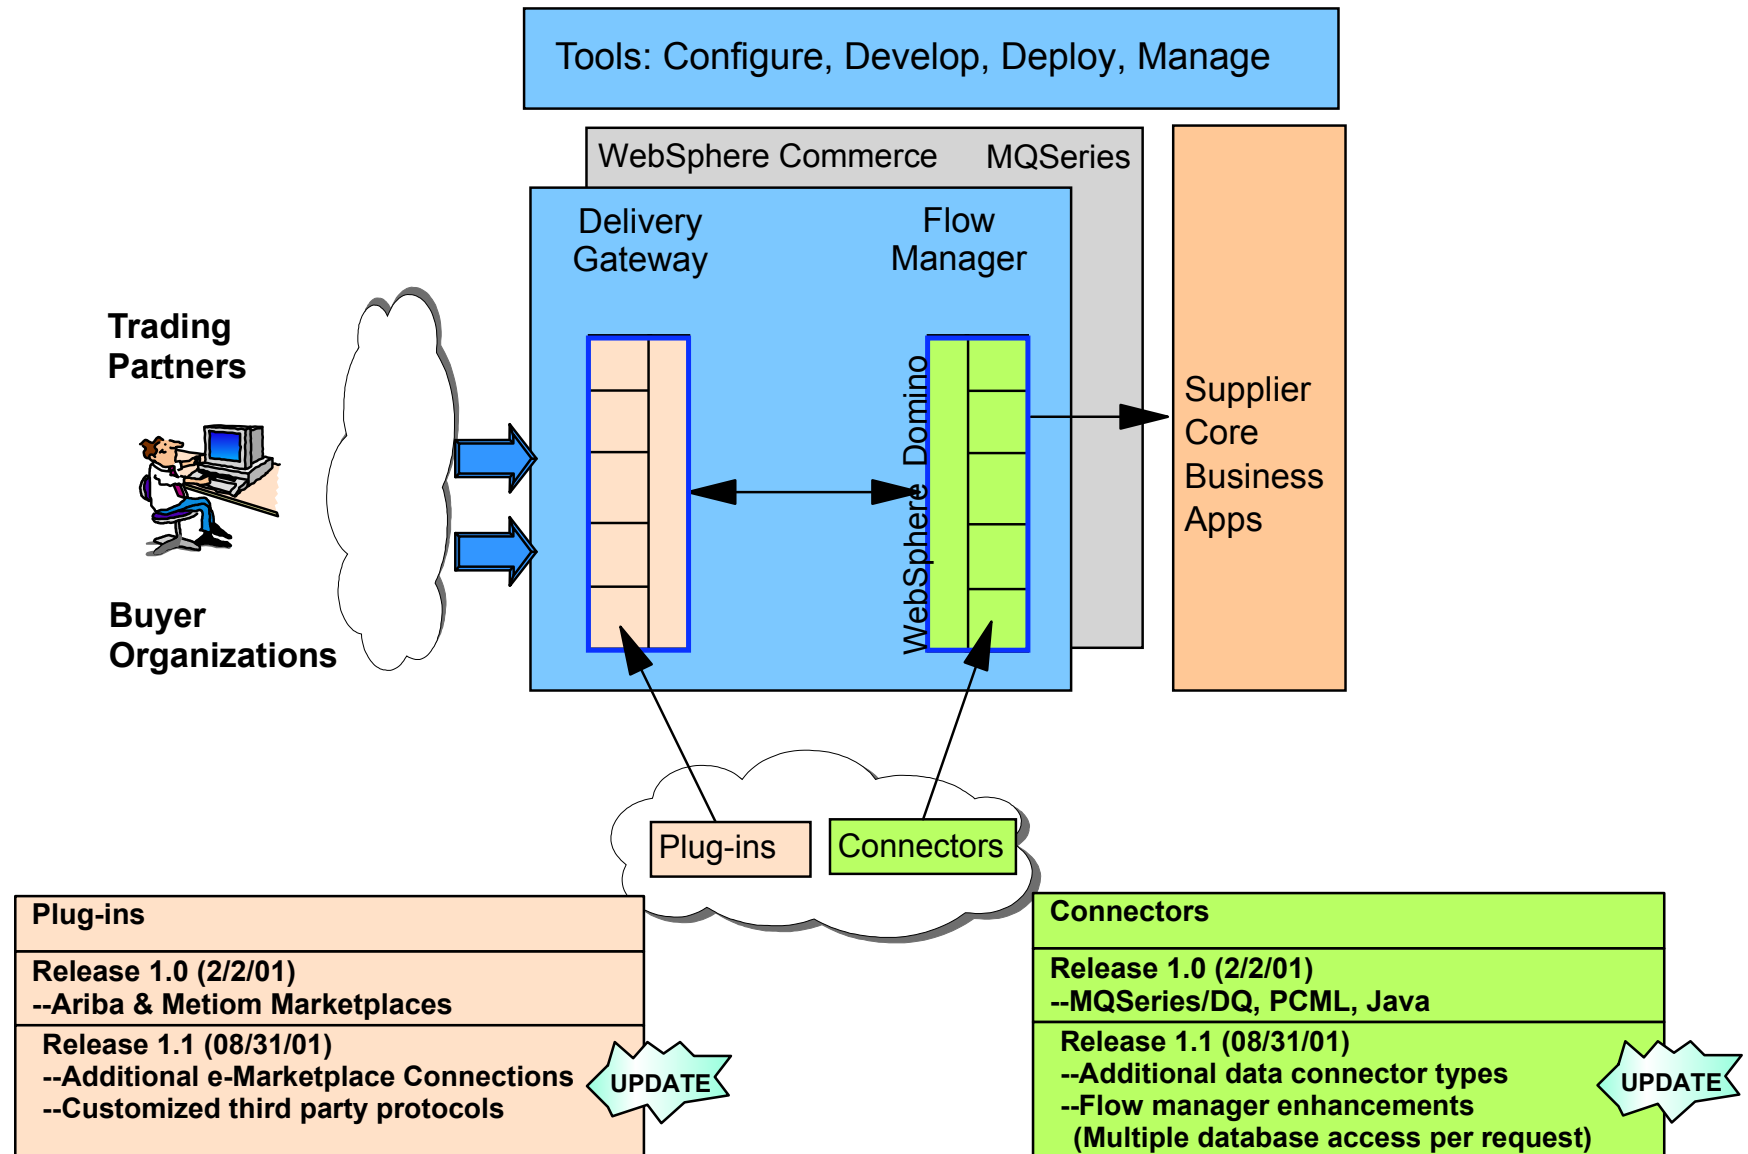 Tools: Configure, Develop, Deploy, Manage
WebSphere Commerce MQSeries
Delivery
Gateway
Flow
Manager
Trading
Partners
Buyer
Organizations
WebSphere Domino
Supplier
Core
Business
Apps
Plug-ins
Connectors
Plug-ins
Release 1.0 (2/2/01)
--Ariba & Metiom Marketplaces
Release 1.1 (08/31/01)
--Additional e-Marketplace Connections
--Customized third party protocols
UPDATE
Connectors
Release 1.0 (2/2/01)
--MQSeries/DQ, PCML, Java
Release 1.1 (08/31/01)
--Additional data connector types
--Flow manager enhancements
(Multiple database access per request)
UPDATE